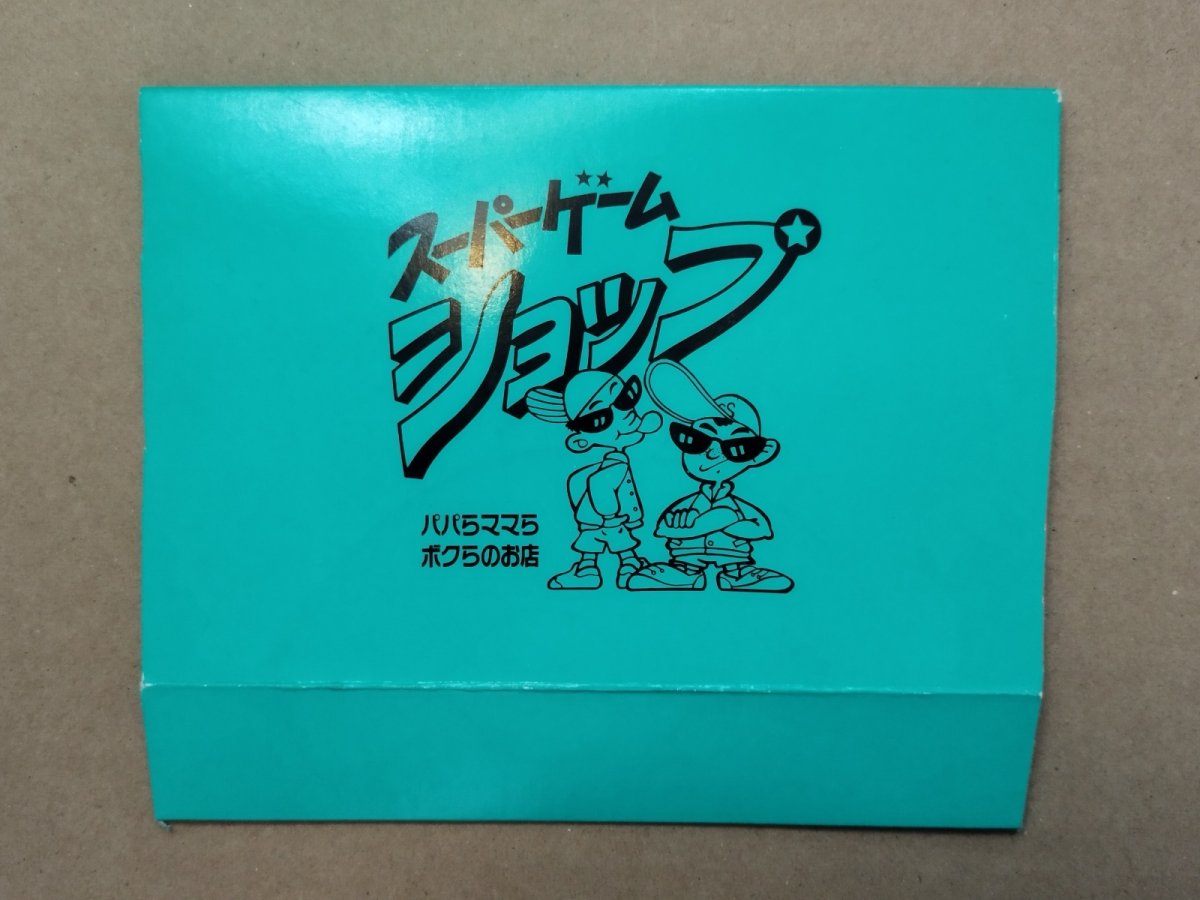 スーパーゲーム
ショップ
パパらママら
ボクらのお店
S